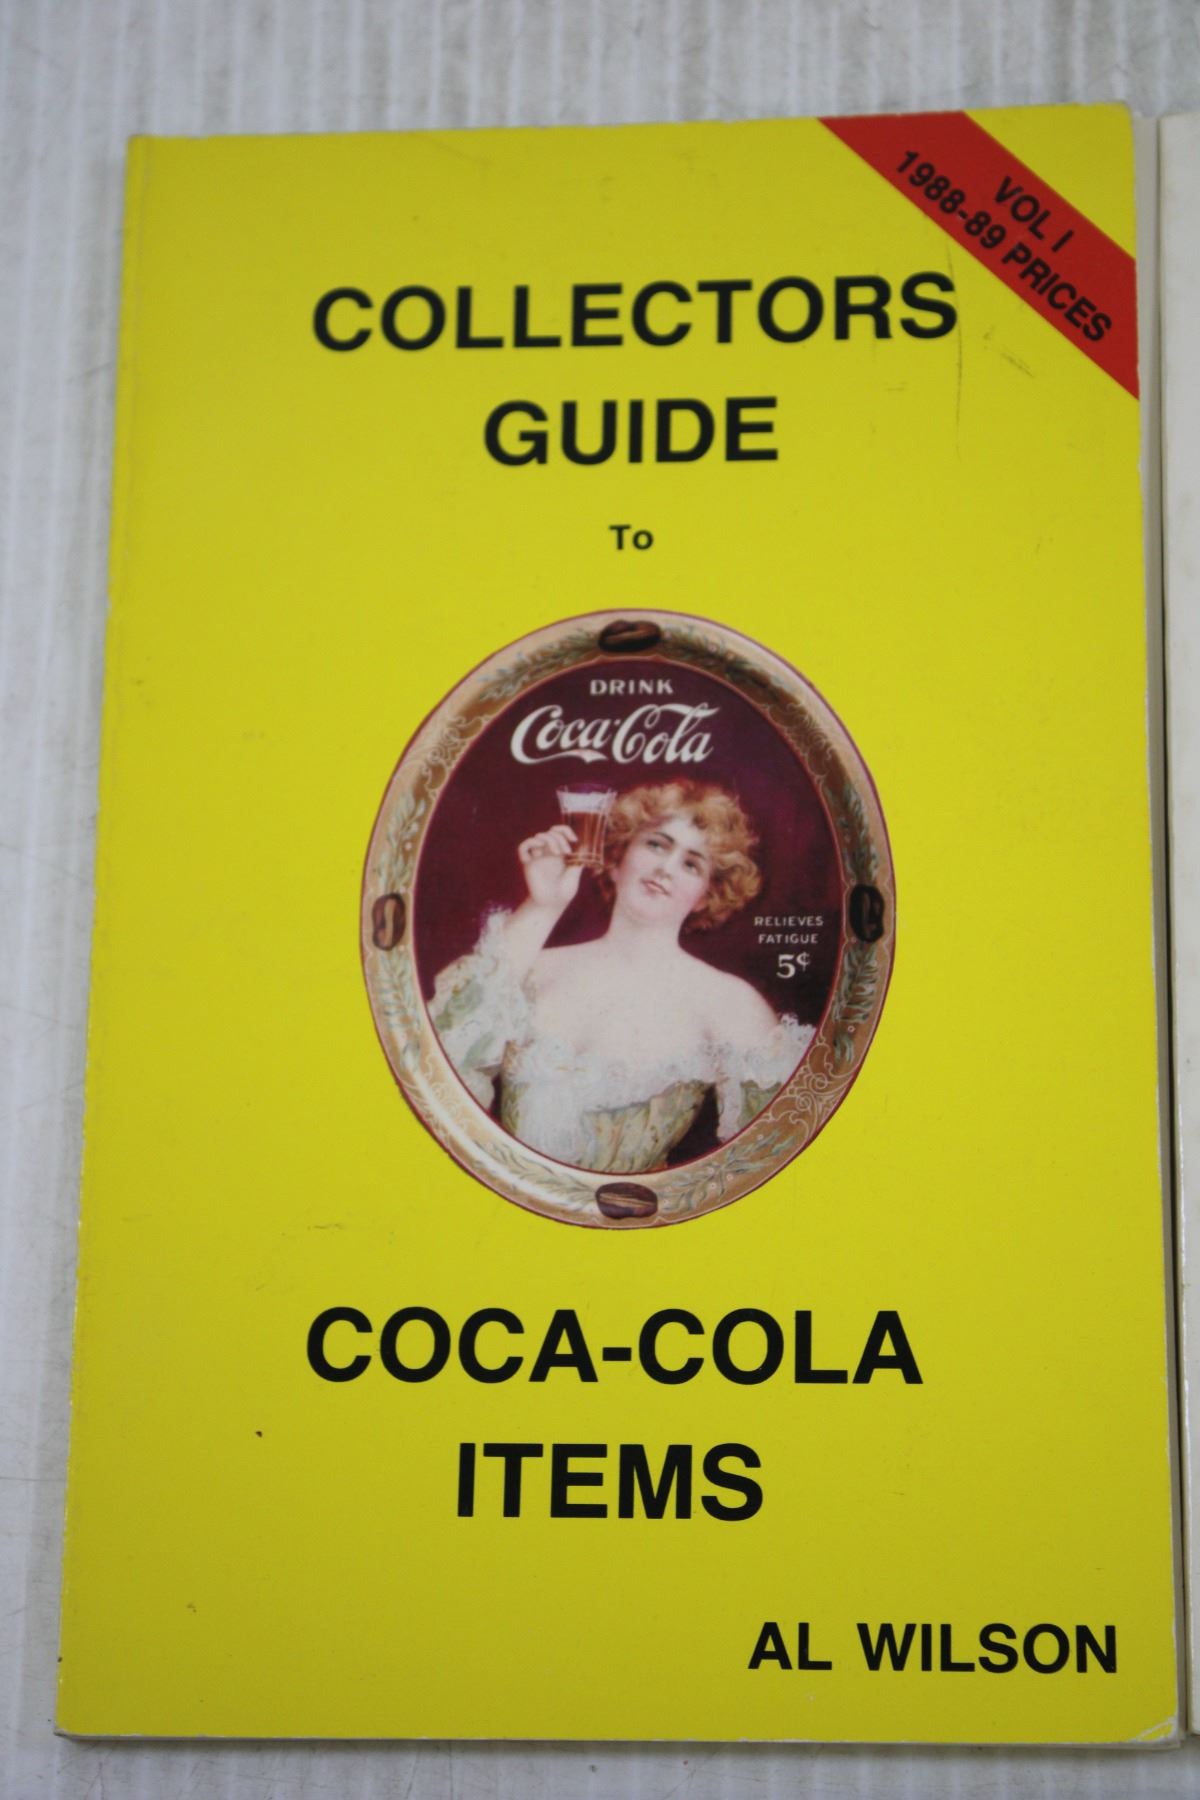 VOL I
1988-89 PRICES
COLLECTORS
GUIDE
To
DRINK
Coca-Cola
RELIEVES
FATIGUE
5¢
COCA-COLA
ITEMS
AL WILSON